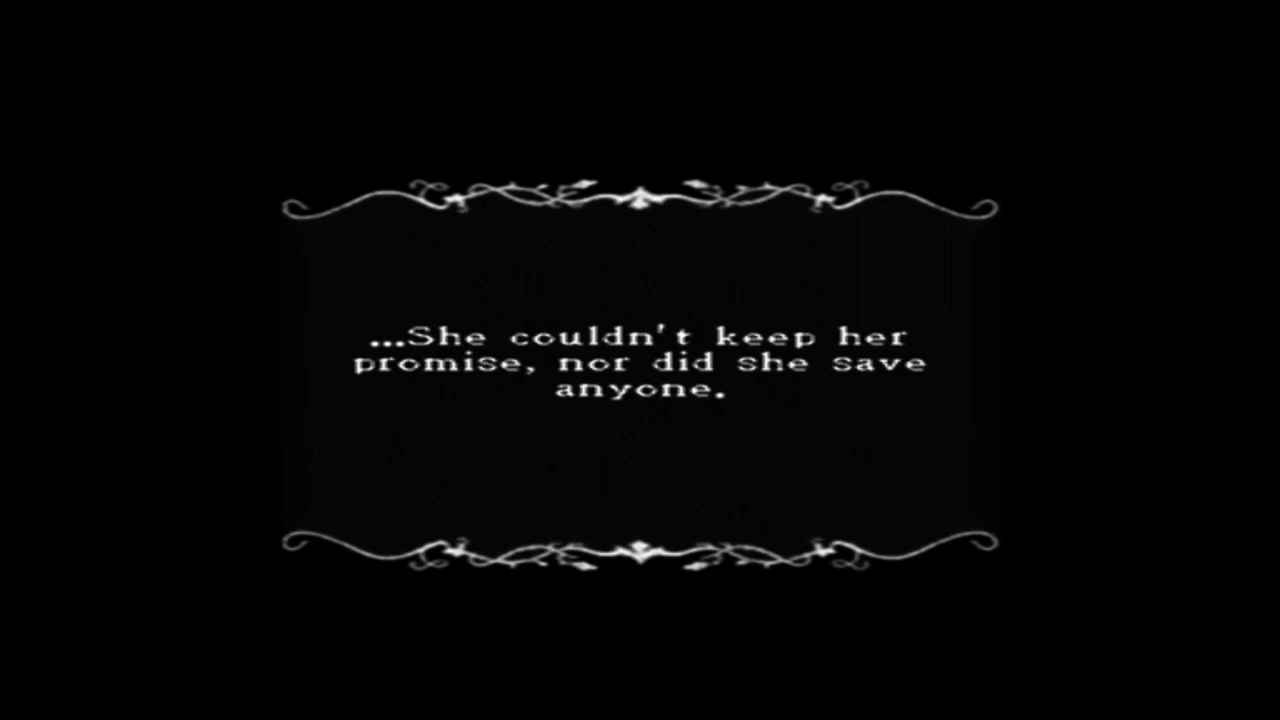 ...She couldn't keep her
promise, nor did she save
anyone.